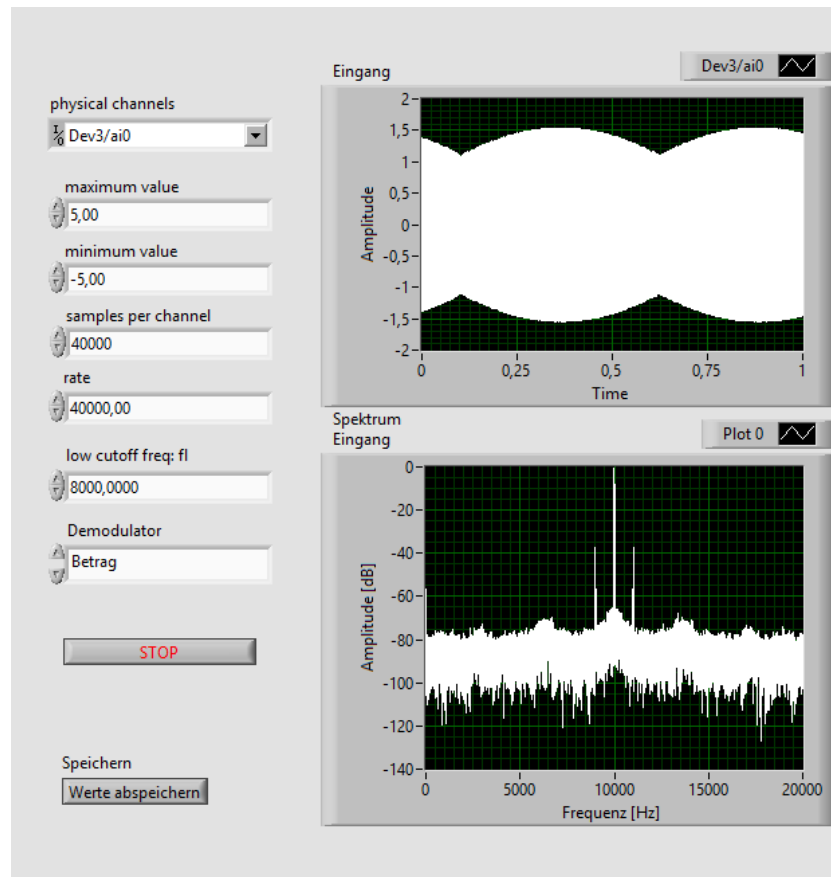 physical channels
I/O Dev3/ai0
maximum value
5,00
minimum value
-5,00
samples per channel
40000
rate
40000,00
low cutoff freq: fl
8000,0000
Demodulator
Betrag
STOP
Speichern
Werte abspeichern
Eingang
Dev3/ai0
Amplitude
2
1,5
1
0,5
0
-0,5
-1
-1,5
-2
0 0,25 0,5 0,75 1
Time
Spektrum
Eingang
Plot 0
Amplitude [dB]
0
-20
-40
-60
-80
-100
-120
-140
0 5000 10000 15000 20000
Frequenz [Hz]